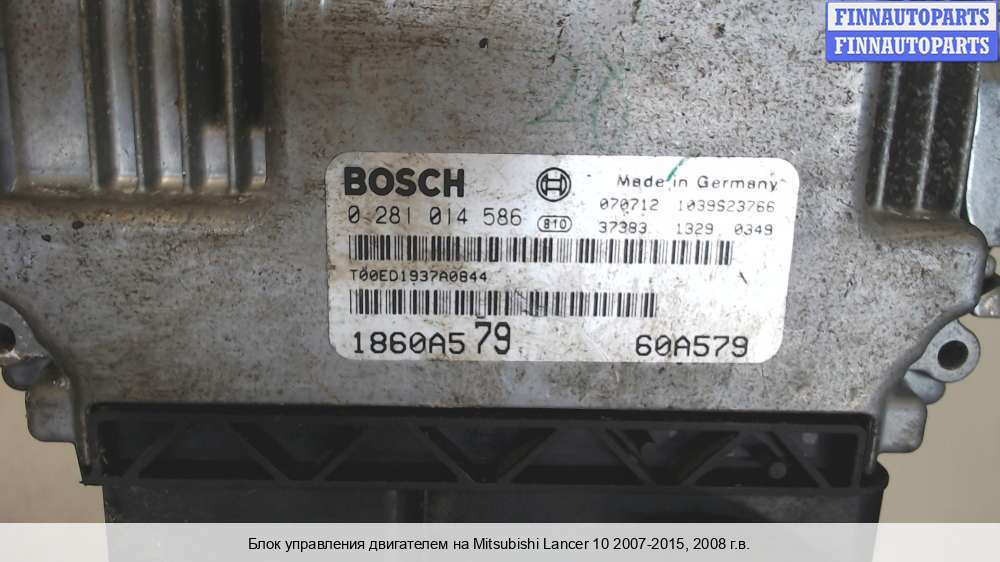 FINNAUTOPARTS
FINNAUTOPARTS
BOSCH
Made in Germany
0 281 014 586
810
070712 1039S23766
37383 1329 0349
T00ED1937A0844
1860A579
60A579
Блок управления двигателем на Mitsubishi Lancer 10 2007-2015, 2008 г.в.